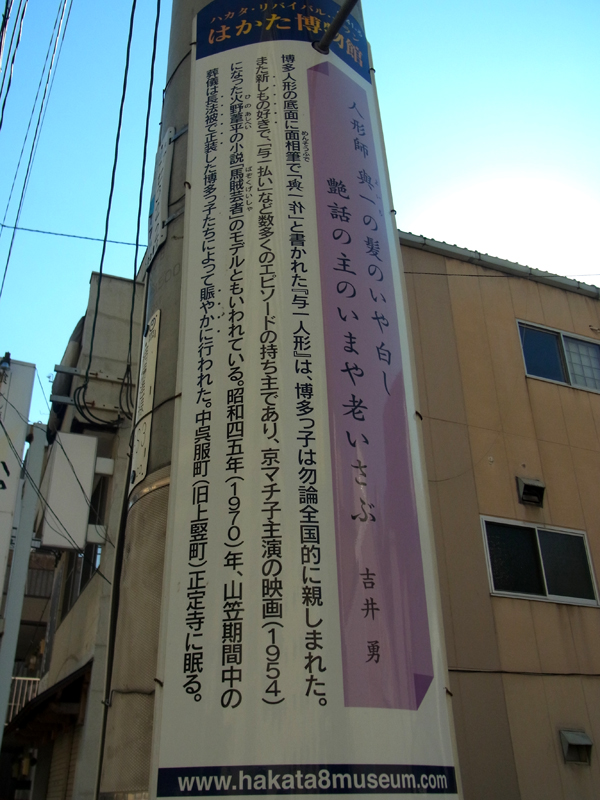 ハカタ・リバイバル・プラン
はかた博物館
人形師 與一の髪のいや白し
艶話の主のいまや老いさぶ 吉井 勇
博多人形の底面に面相筆で「與一作」と書かれた『与一人形』は、博多っ子は勿論全国的に親しまれた。
また新しもの好きで、「与一払い」など数多くのエピソードの持ち主であり、京マチ子主演の映画(1954)
になった火野葦平の小説『馬賊芸者』のモデルともいわれている。昭和四五年(1970)年、山笠期間中の
葬儀は長法被で正装した博多っ子たちによって賑やかに行われた。中呉服町(旧上竪町)正定寺に眠る。
www.hakata8museum.com